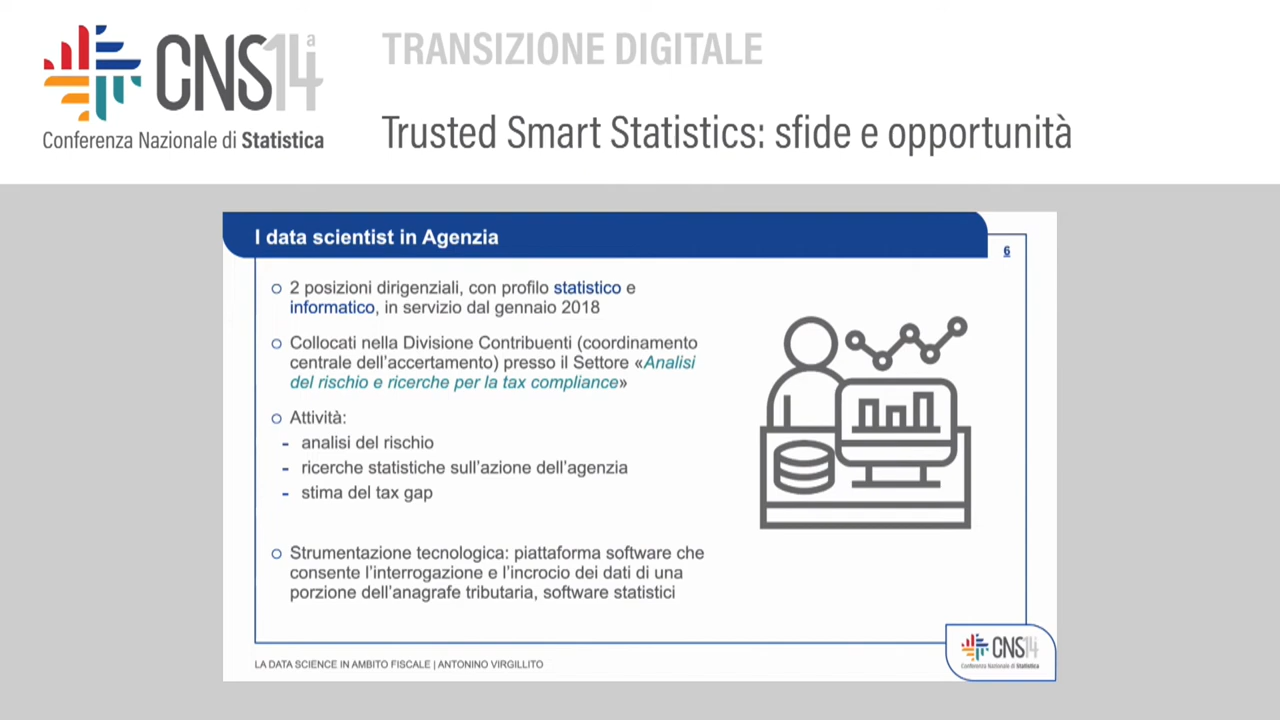 CNS14a
Conferenza Nazionale di Statistica
TRANSIZIONE DIGITALE
Trusted Smart Statistics: sfide e opportunità
I data scientist in Agenzia
6
2 posizioni dirigenziali, con profilo statistico e
informatico, in servizio dal gennaio 2018
Collocati nella Divisione Contribuenti (coordinamento
centrale dell'accertamento) presso il Settore «Analisi
del rischio e ricerche per la tax compliance»
Attività:
- analisi del rischio
- ricerche statistiche sull'azione dell'agenzia
- stima del tax gap
Strumentazione tecnologica: piattaforma software che
consente l'interrogazione e l'incrocio dei dati di una
porzione dell'anagrafe tributaria, software statistici
LA DATA SCIENCE IN AMBITO FISCALE | ANTONINO VIRGILLITO
CNS14
Conferenza Nazionale di Statistica